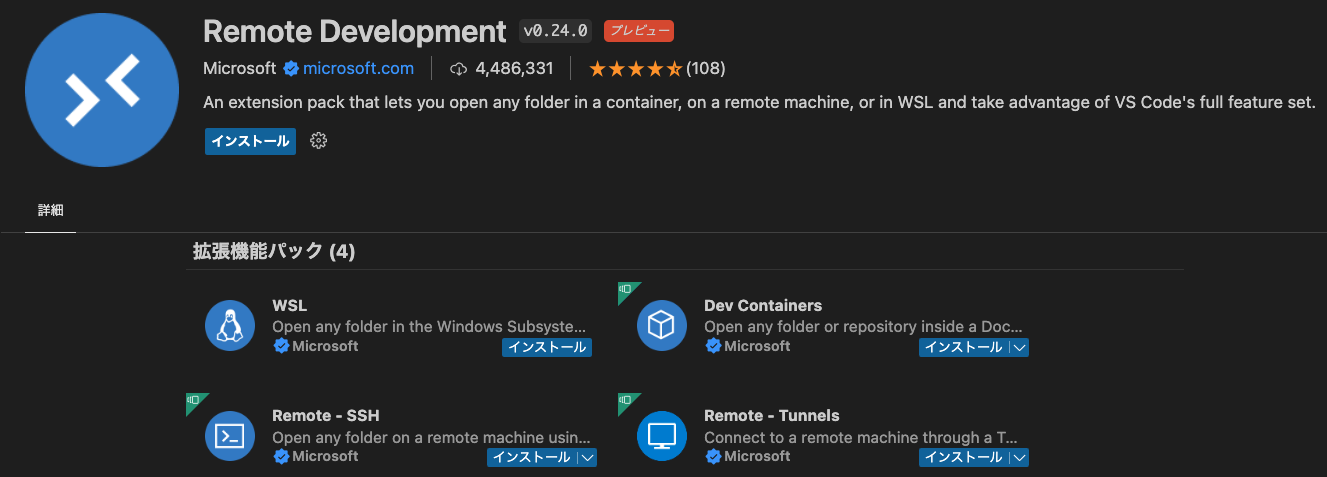 Remote Development v0.24.0 プレビュー
Microsoft microsoft.com 4,486,331 (108)
An extension pack that lets you open any folder in a container, on a remote machine, or in WSL and take advantage of VS Code's full feature set.
インストール
詳細
拡張機能パック (4)
WSL
Open any folder in the Windows Subsyste...
Microsoft インストール
Dev Containers
Open any folder or repository inside a Doc...
Microsoft インストール
Remote - SSH
Open any folder on a remote machine usin...
Microsoft インストール
Remote - Tunnels
Connect to a remote machine through a T...
Microsoft インストール